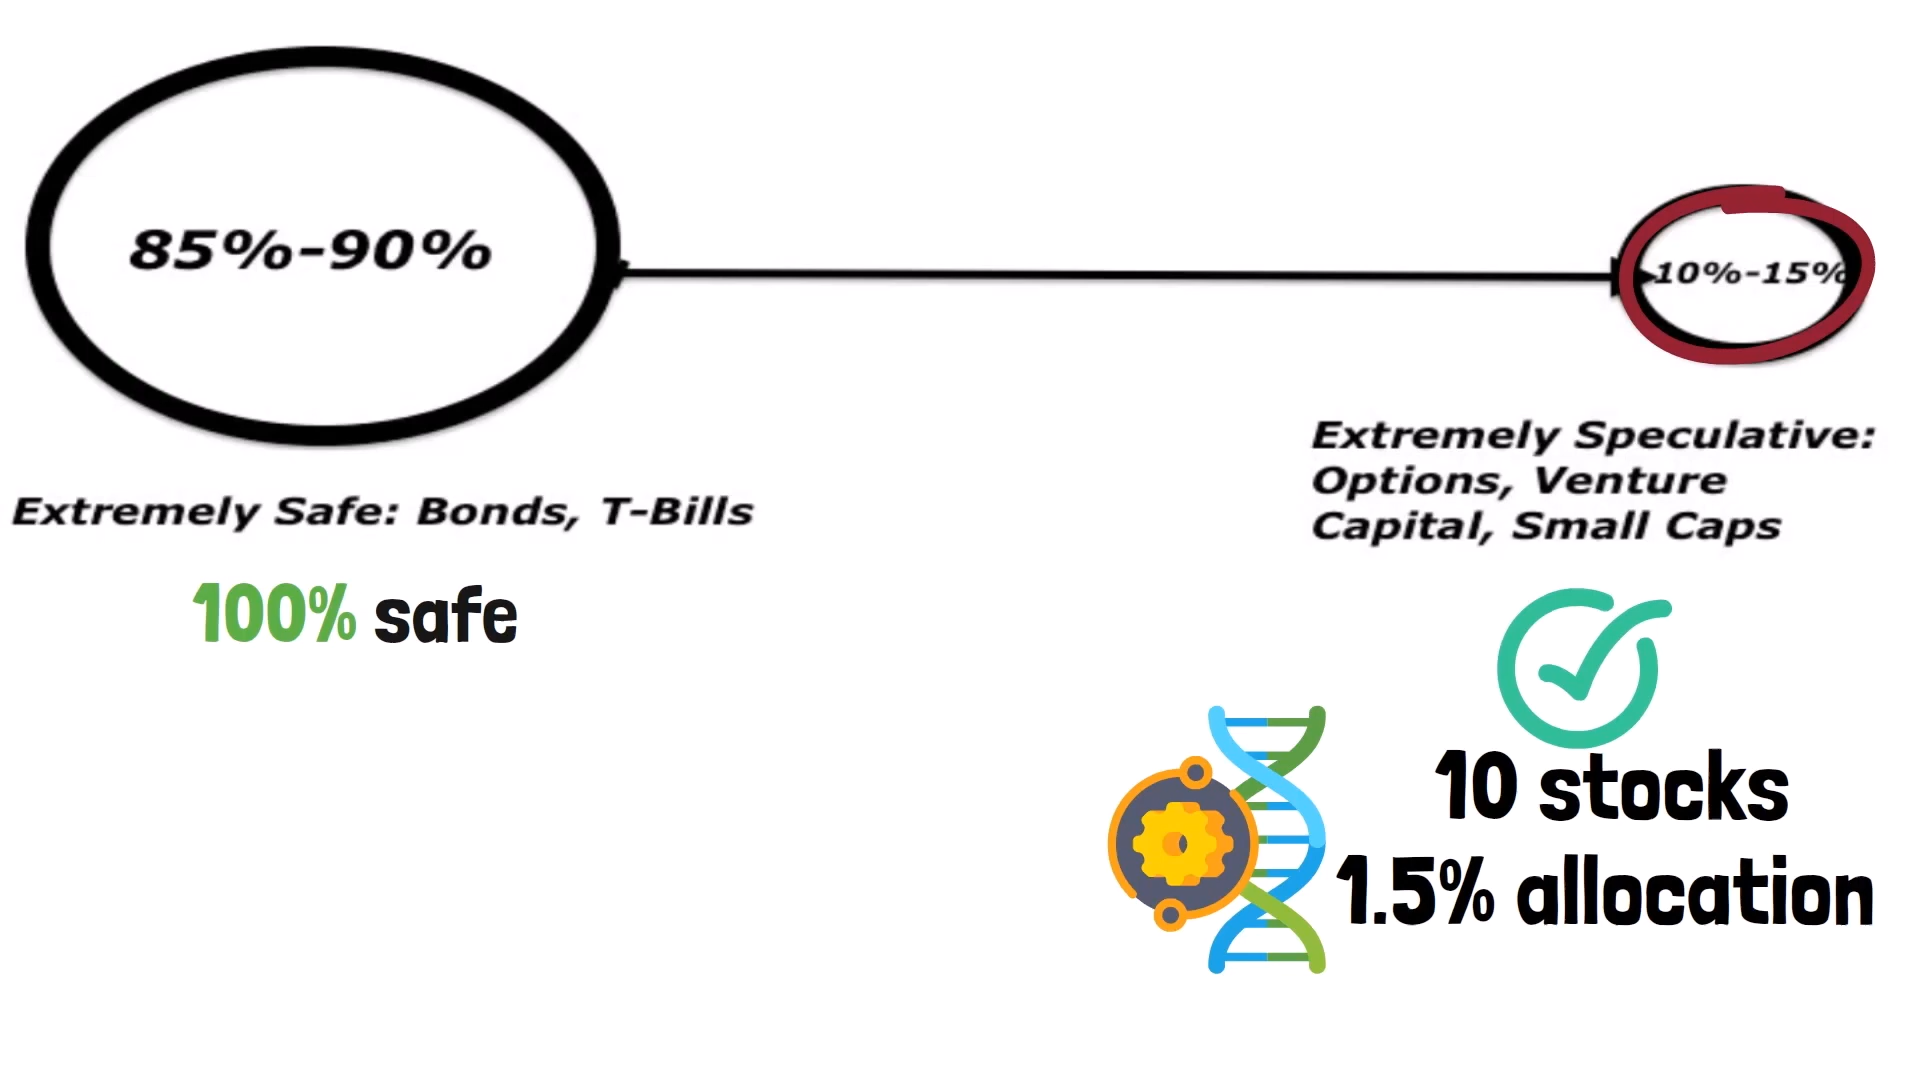 85%-90%
10%-15%
Extremely Safe: Bonds, T-Bills
100% safe
Extremely Speculative:
Options, Venture
Capital, Small Caps
10 stocks
1.5% allocation